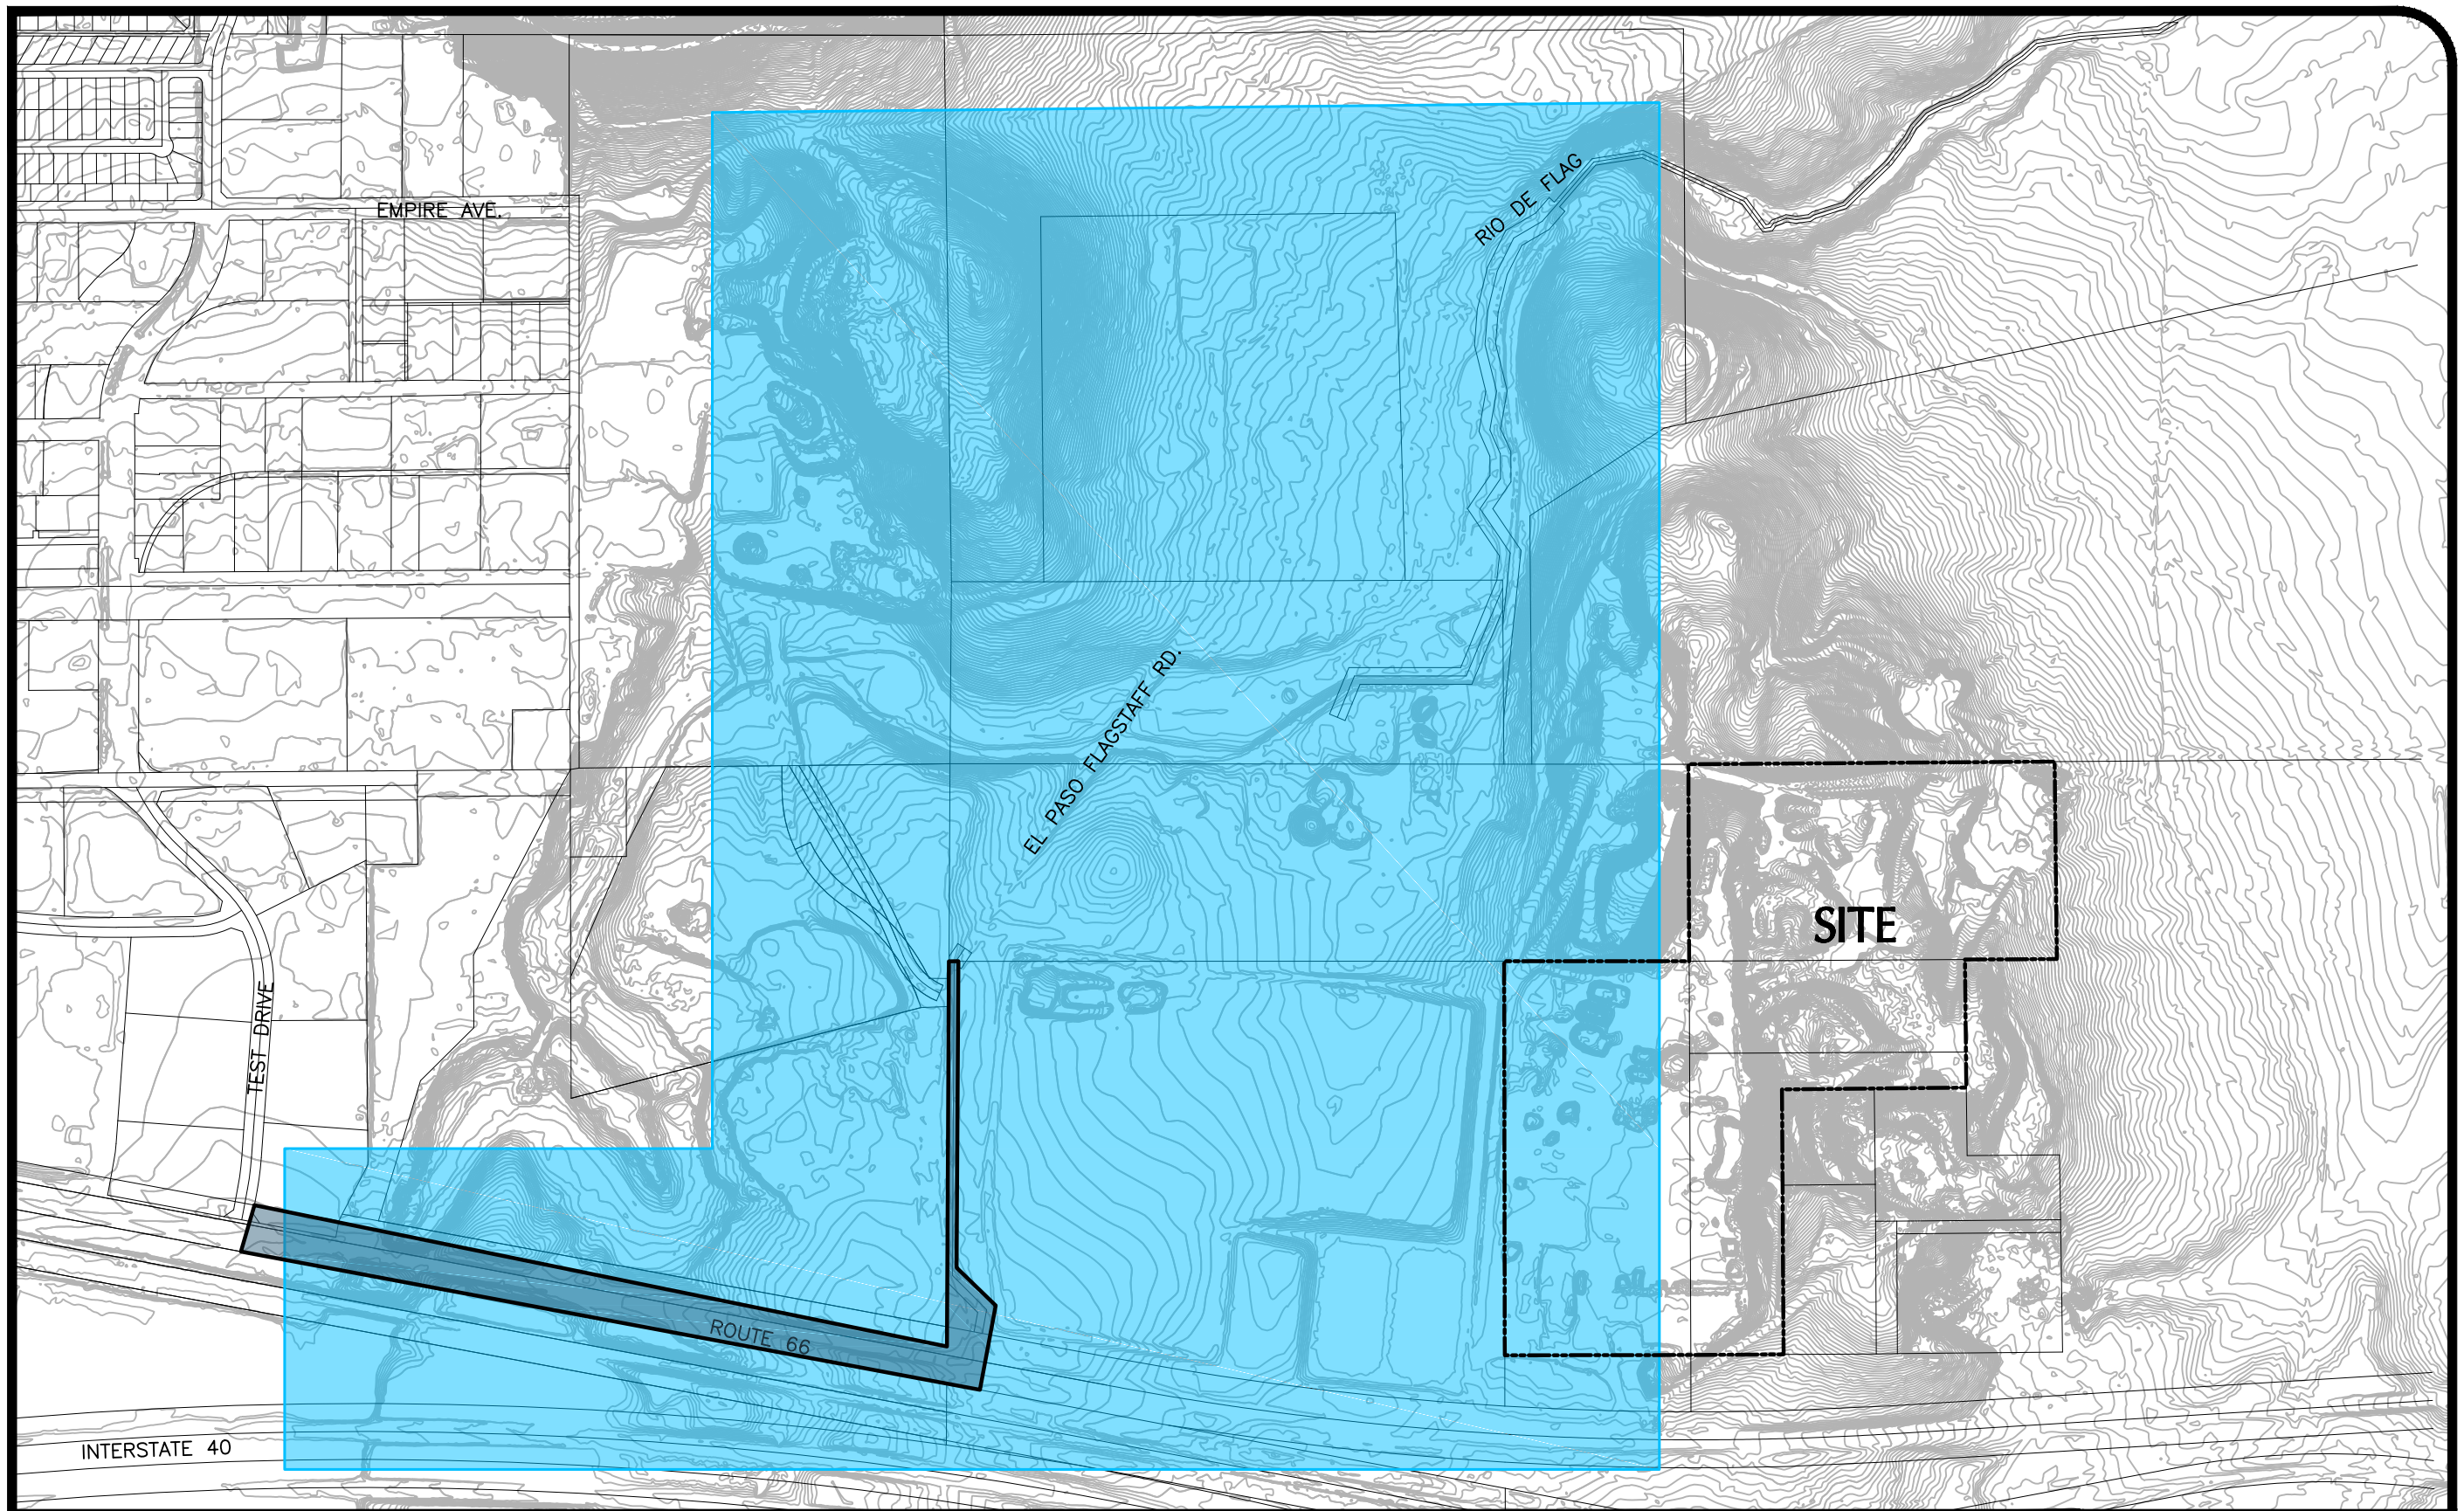 EMPIRE AVE.
RIO DE FLAG
EL PASO FLAGSTAFF RD.
SITE
TEST DRIVE
ROUTE 66
INTERSTATE 40